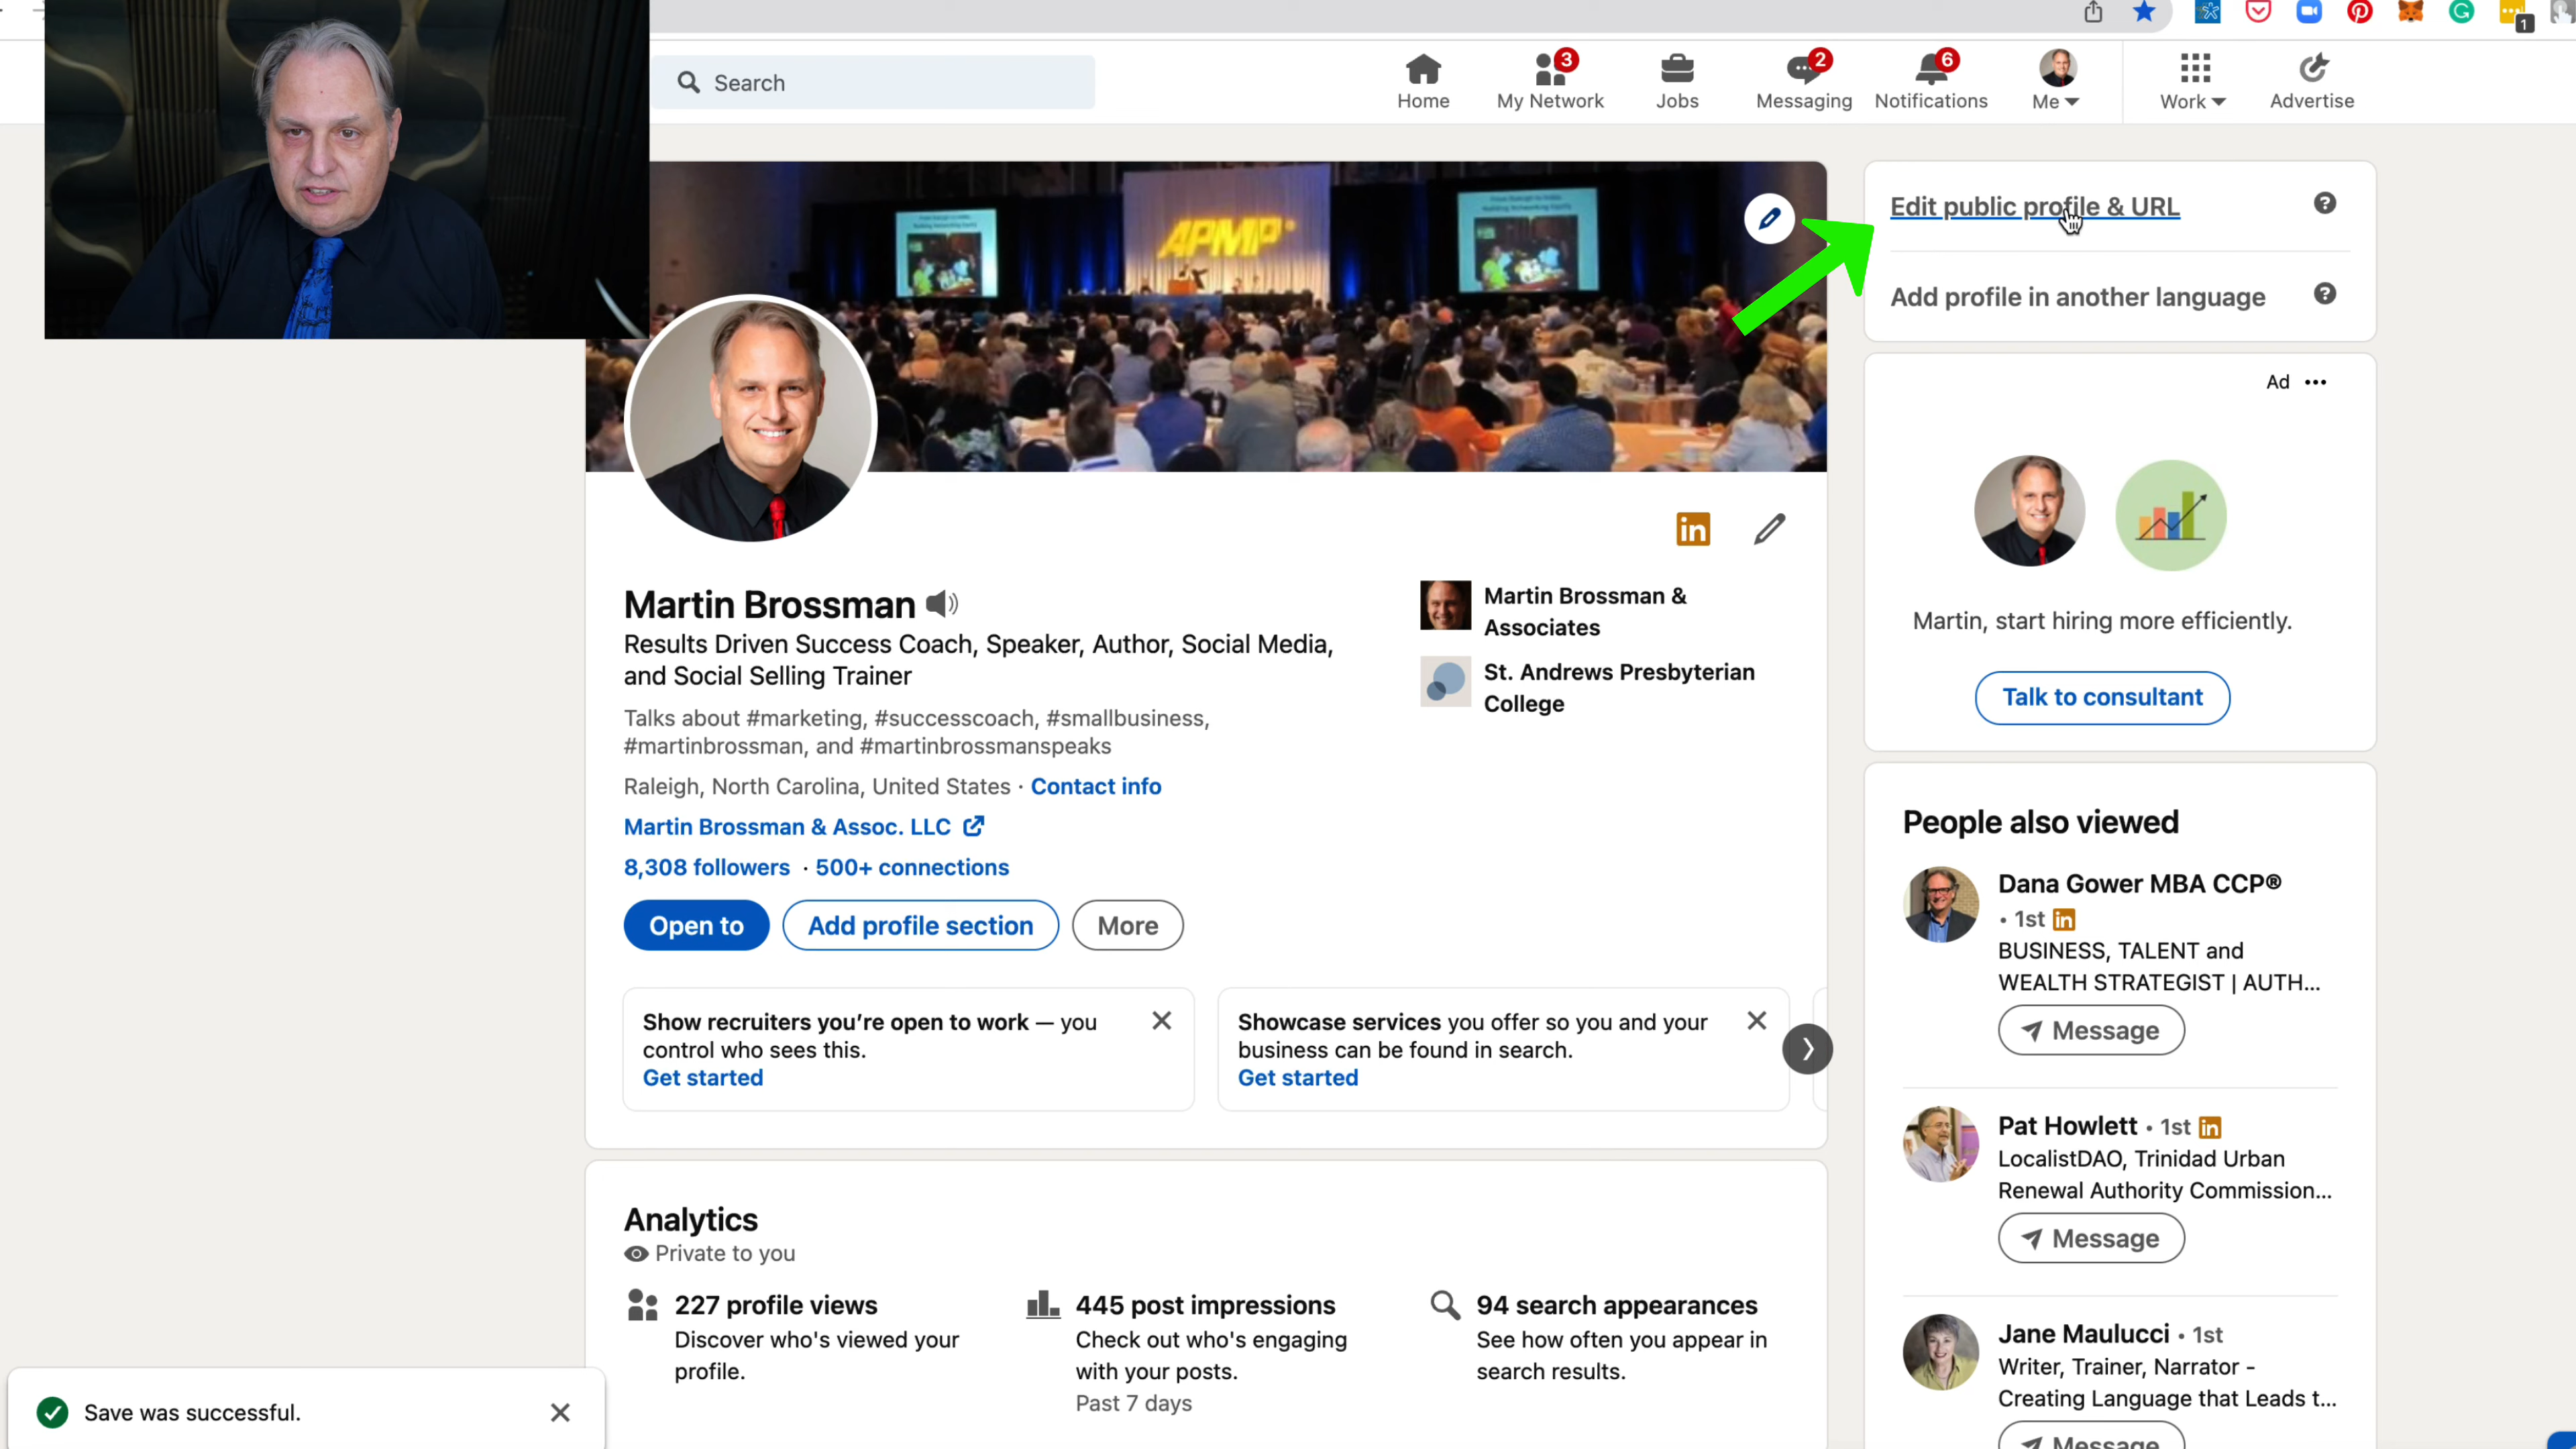 Search
Home
3
My Network
Jobs
2
Messaging
6
Notifications
Me
Work
Advertise
1
APMP
Edit public profile & URL
Add profile in another language
Ad
Martin, start hiring more efficiently.
Talk to consultant
in
Martin Brossman
Results Driven Success Coach, Speaker, Author, Social Media,
and Social Selling Trainer
Talks about #marketing, #successcoach, #smallbusiness,
#martinbrossman, and #martinbrossmanspeaks
Raleigh, North Carolina, United States · Contact info
Martin Brossman & Assoc. LLC
8,308 followers · 500+ connections
Open to
Add profile section
More
Martin Brossman &
Associates
St. Andrews Presbyterian
College
Show recruiters you're open to work — you
control who sees this.
Get started
Showcase services you offer so you and your
business can be found in search.
Get started
Analytics
Private to you
227 profile views
Discover who's viewed your
profile.
445 post impressions
Check out who's engaging
with your posts.
Past 7 days
94 search appearances
See how often you appear in
search results.
People also viewed
Dana Gower MBA CCP®
• 1st in
BUSINESS, TALENT and
WEALTH STRATEGIST | AUTH...
Message
Pat Howlett • 1st in
LocalistDAO, Trinidad Urban
Renewal Authority Commission...
Message
Jane Maulucci • 1st
Writer, Trainer, Narrator -
Creating Language that Leads t...
Message
Save was successful.